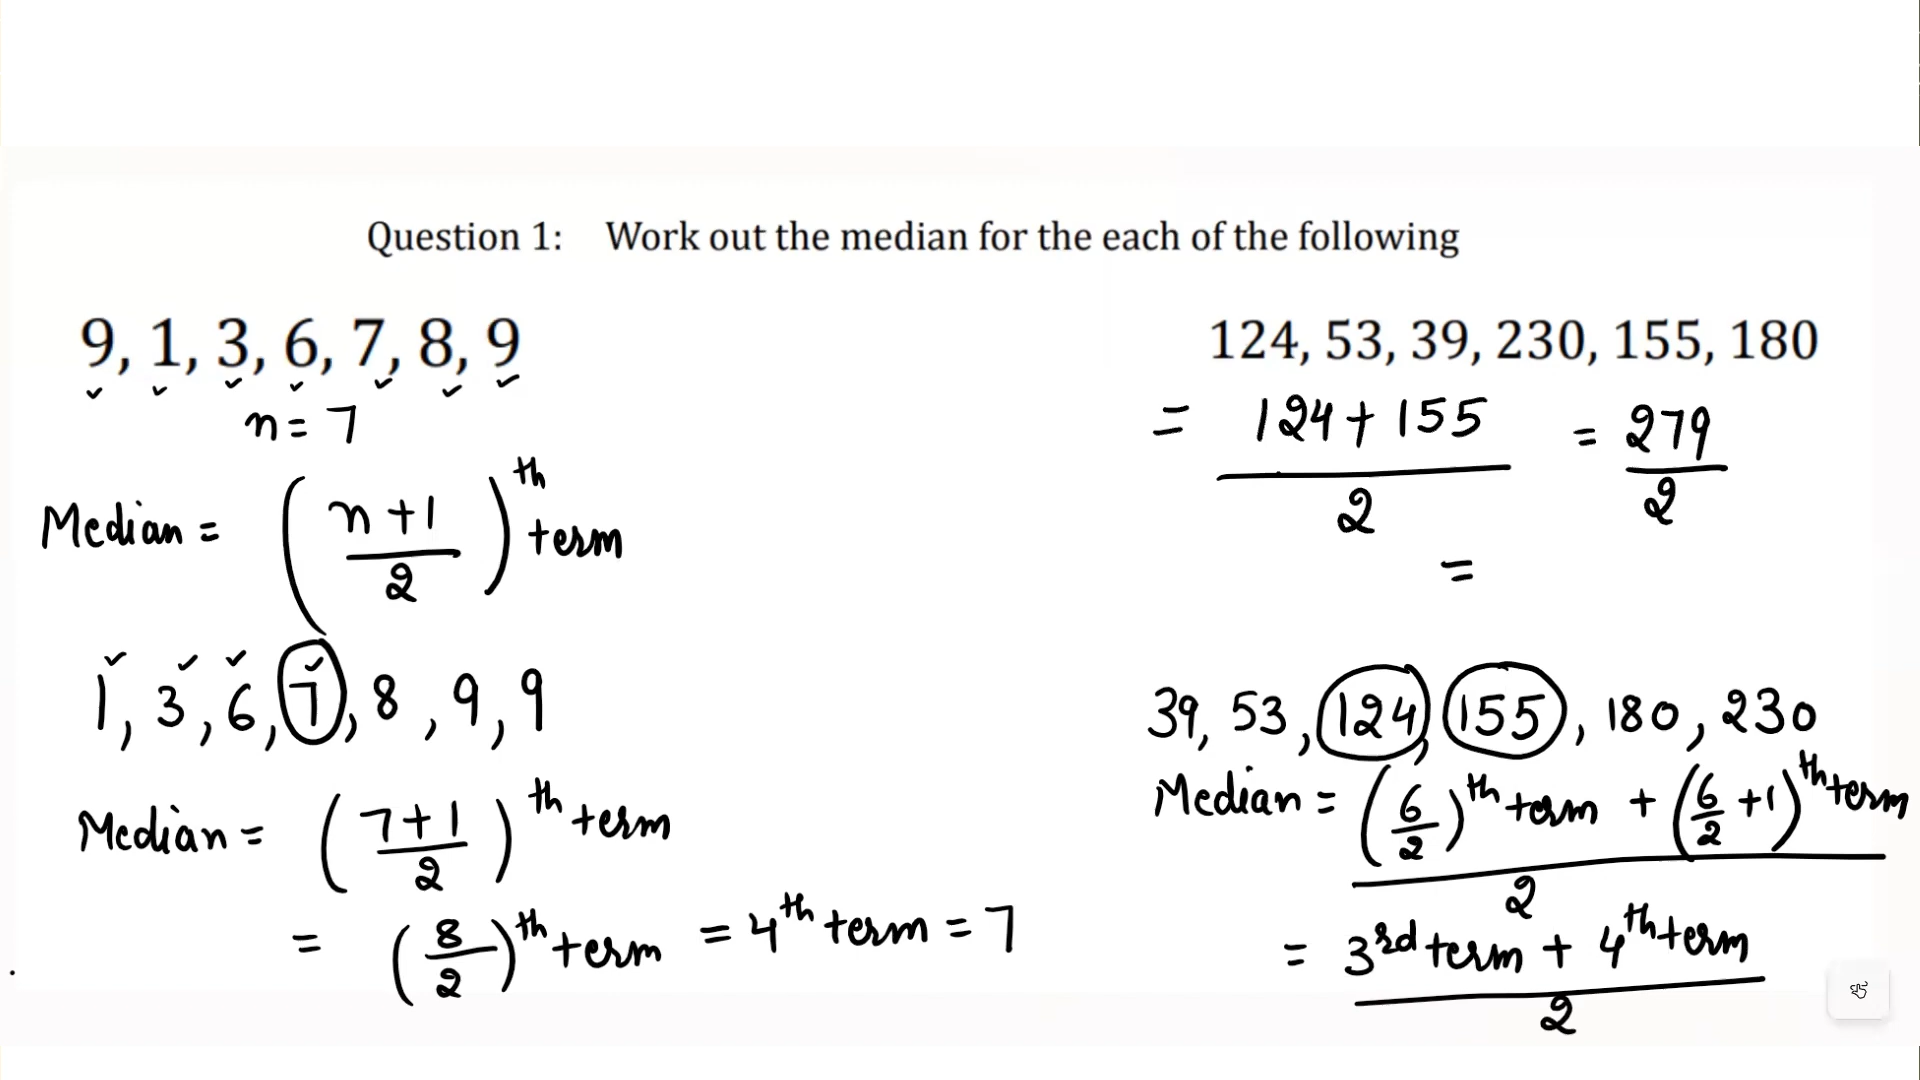 Question 1: Work out the median for the each of the following
9, 1, 3, 6, 7, 8, 9
n = 7
Median = ( n+1 / 2 )th term
1, 3, 6, 7, 8, 9, 9
Median = ( 7+1 / 2 )th term
= ( 8 / 2 )th term = 4th term = 7
124, 53, 39, 230, 155, 180
= 124 + 155 / 2 = 279 / 2
=
39, 53, 124, 155, 180, 230
Median = (6/2)th term + (6/2 +1)th term / 2
= 3rd term + 4th term / 2